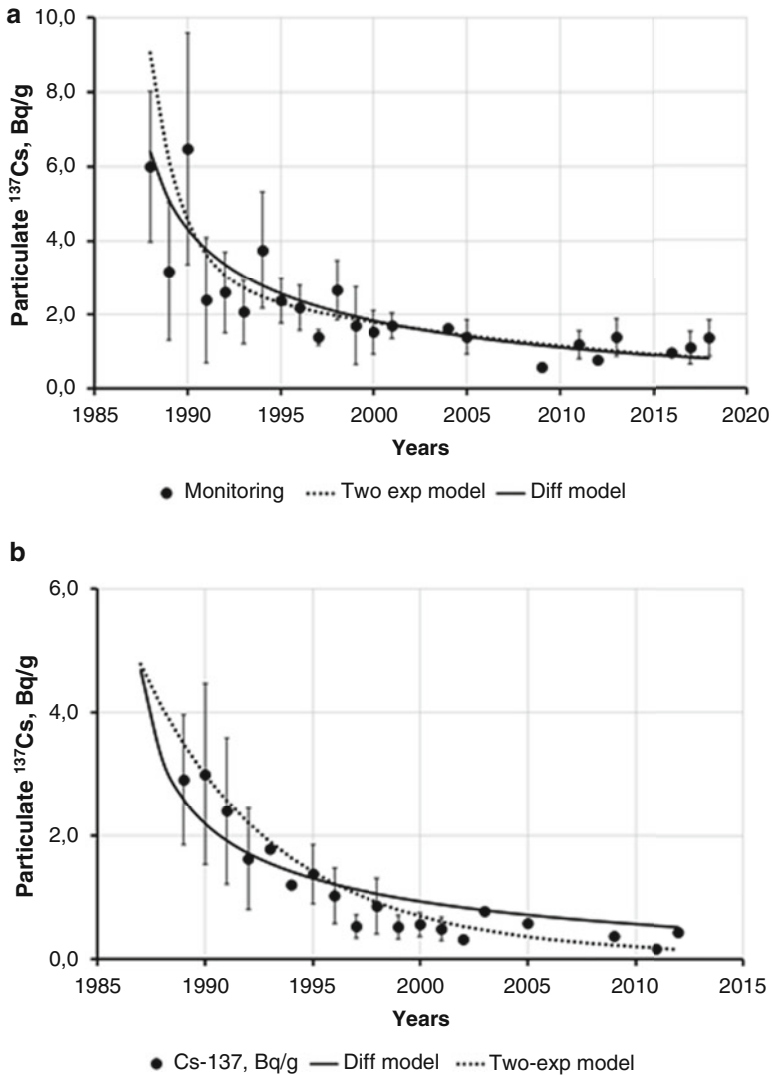 a
10,0
8,0
6,0
4,0
2,0
0,0
Particulate ¹³⁷Cs, Bq/g
1985 1990 1995 2000 2005 2010 2015 2020
Years
Monitoring Two exp model Diff model
b
6,0
4,0
2,0
0,0
Particulate ¹³⁷Cs, Bq/g
1985 1990 1995 2000 2005 2010 2015
Years
Cs-137, Bq/g Diff model Two-exp model